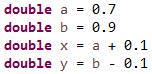 double a = 0.7
double b = 0.9
double x = a + 0.1
double y = b - 0.1